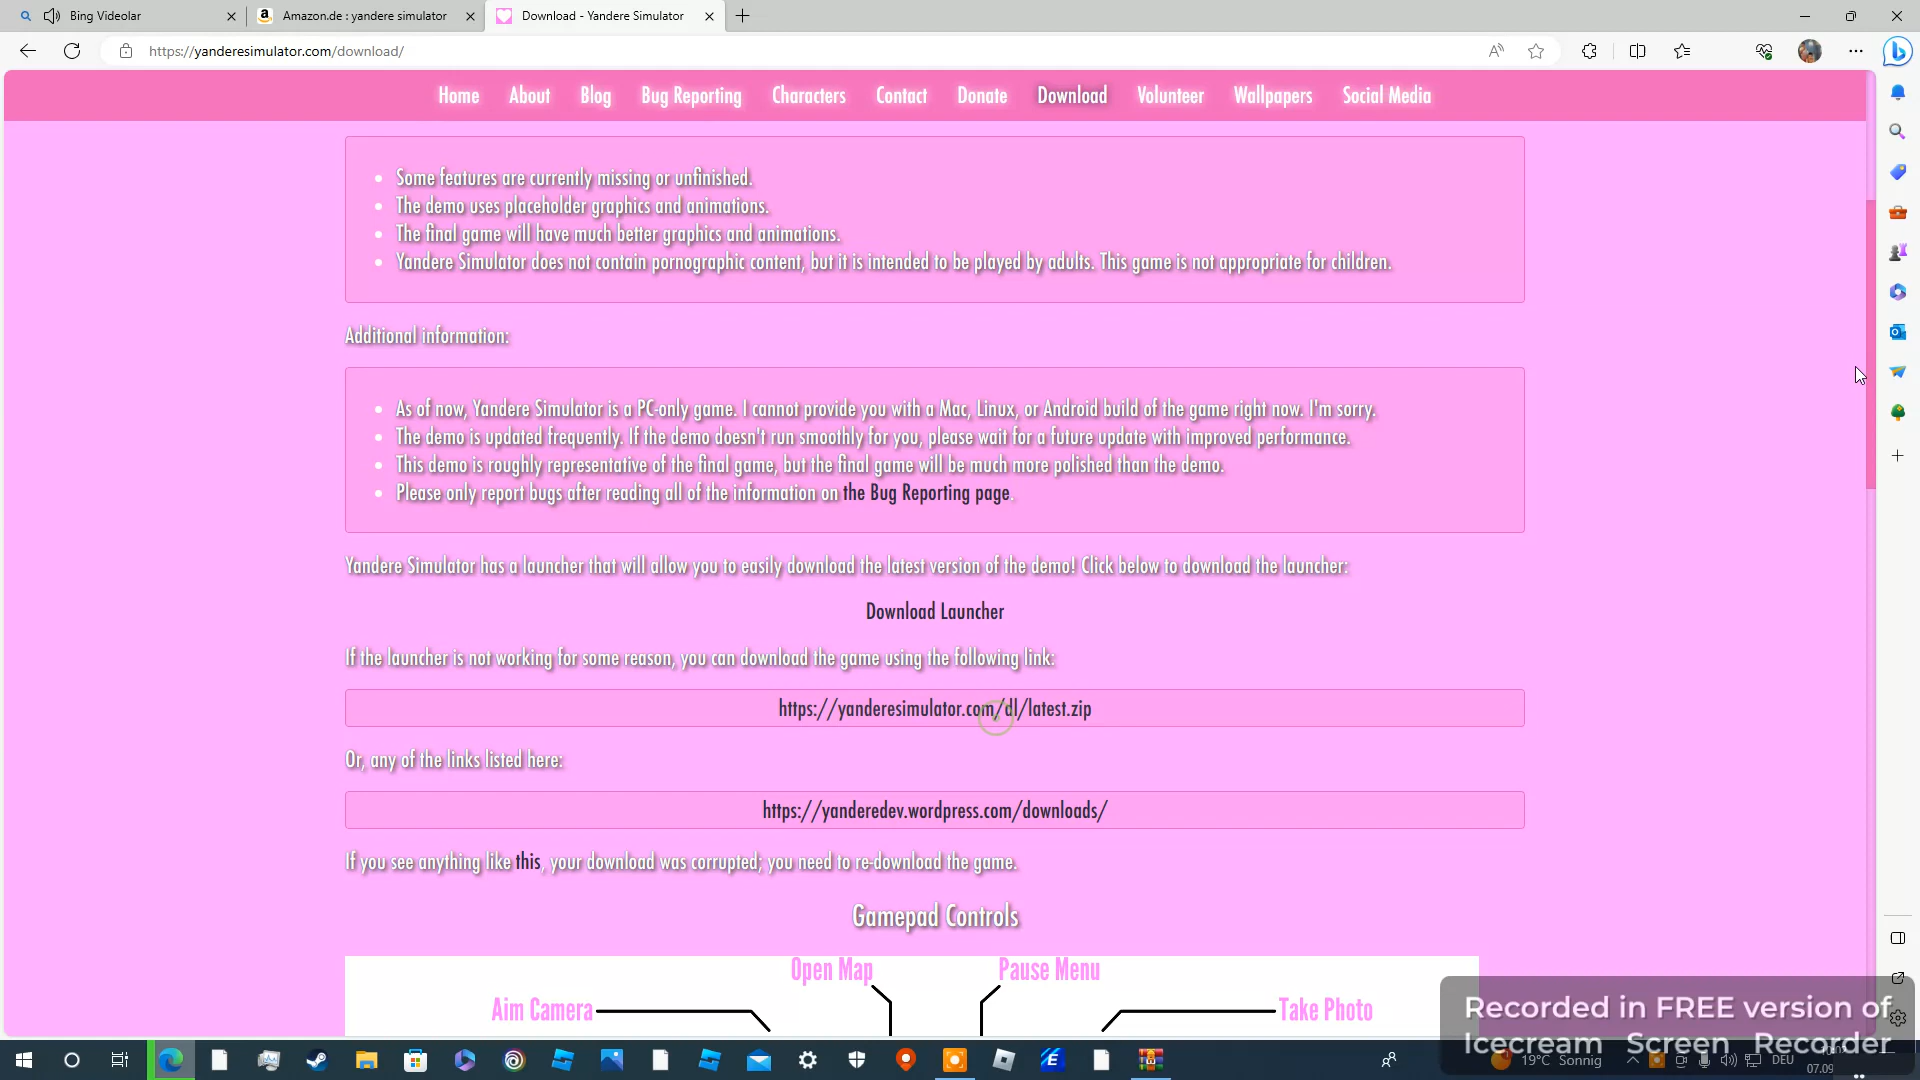 Bing Videolar
Amazon.de : yandere simulator
Download - Yandere Simulator
https://yanderesimulator.com/download/
Home About Blog Bug Reporting Characters Contact Donate Download Volunteer Wallpapers Social Media
Some features are currently missing or unfinished.
The demo uses placeholder graphics and animations.
The final game will have much better graphics and animations.
Yandere Simulator does not contain pornographic content, but it is intended to be played by adults. This game is not appropriate for children.
Additional information:
As of now, Yandere Simulator is a PC-only game. I cannot provide you with a Mac, Linux, or Android build of the game right now. I'm sorry.
The demo is updated frequently. If the demo doesn't run smoothly for you, please wait for a future update with improved performance.
This demo is roughly representative of the final game, but the final game will be much more polished than the demo.
Please only report bugs after reading all of the information on the Bug Reporting page.
Yandere Simulator has a launcher that will allow you to easily download the latest version of the demo! Click below to download the launcher:
Download Launcher
If the launcher is not working for some reason, you can download the game using the following link:
https://yanderesimulator.com/dl/latest.zip
Or, any of the links listed here:
https://yanderedev.wordpress.com/downloads/
If you see anything like this, your download was corrupted; you need to re-download the game.
Gamepad Controls
Open Map Pause Menu
Aim Camera Take Photo
Recorded in FREE version of
Icecream Screen Recorder
19°C Sonnig
DEU
07.09